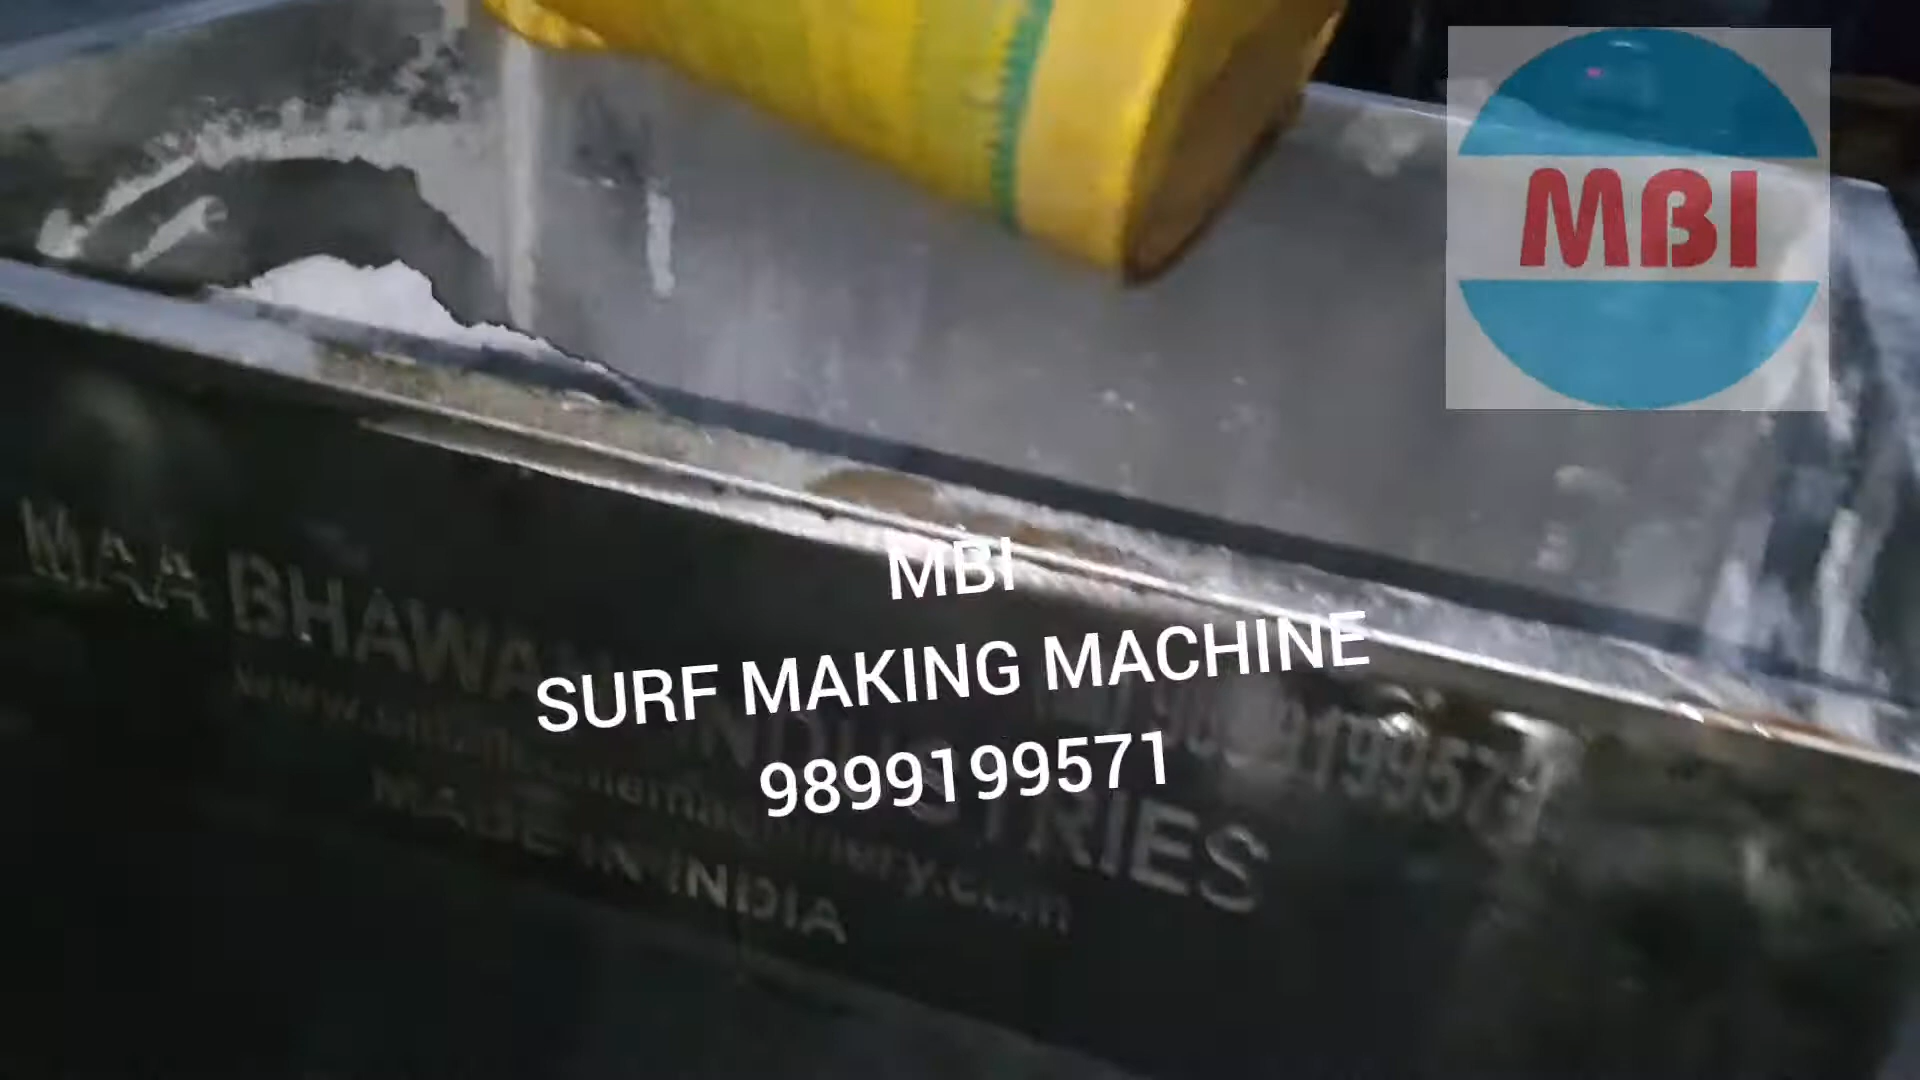 MBI
MAA BHAWANI INDUSTRIES
MADE IN INDIA
MBI
SURF MAKING MACHINE
9899199571